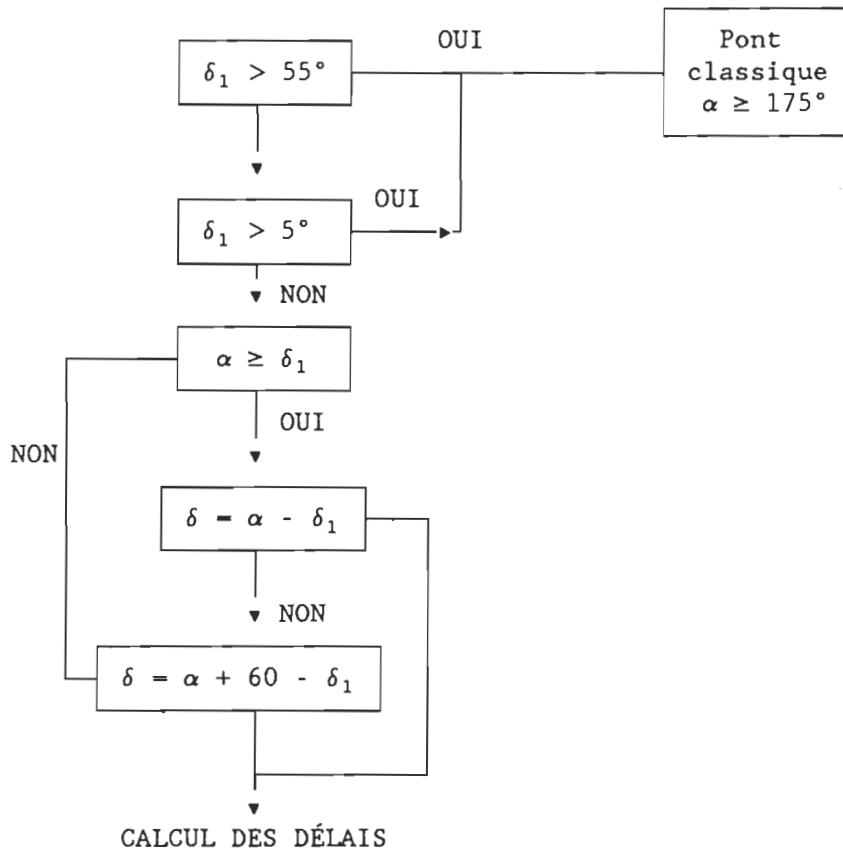 OUI
δ₁ > 55°
Pont
classique
α ≥ 175°
OUI
δ₁ > 5°
NON
α ≥ δ₁
OUI
NON
δ = α - δ₁
NON
δ = α + 60 - δ₁
CALCUL DES DÉLAIS